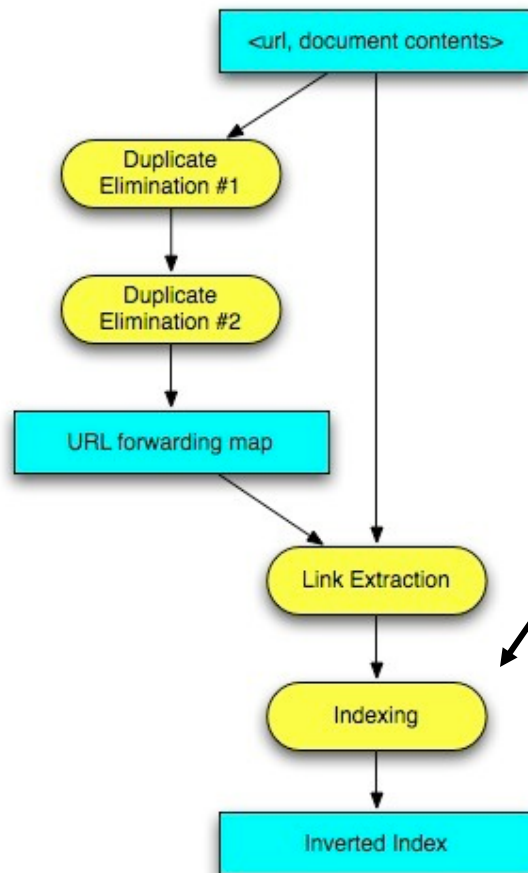 <url, document contents>
Duplicate
Elimination #1
Duplicate
Elimination #2
URL forwarding map
Link Extraction
Indexing
Inverted Index